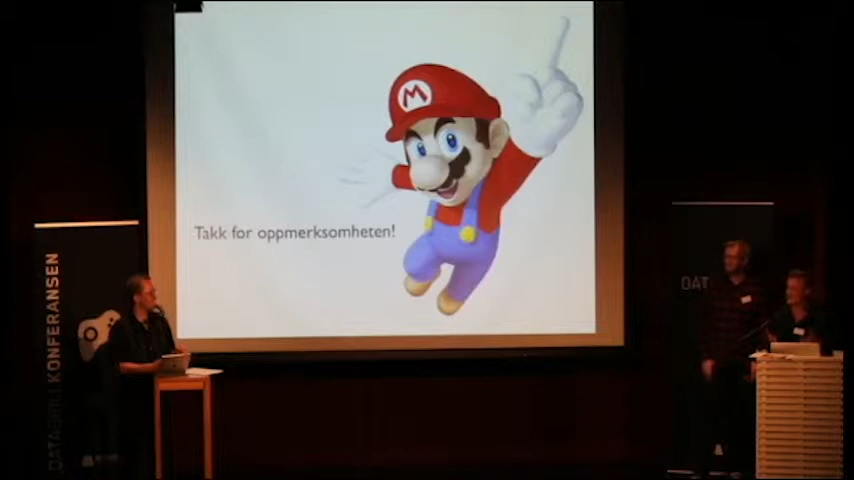 M
Takk for oppmerksomheten!
DATASPILLKONFERANSEN
DAT